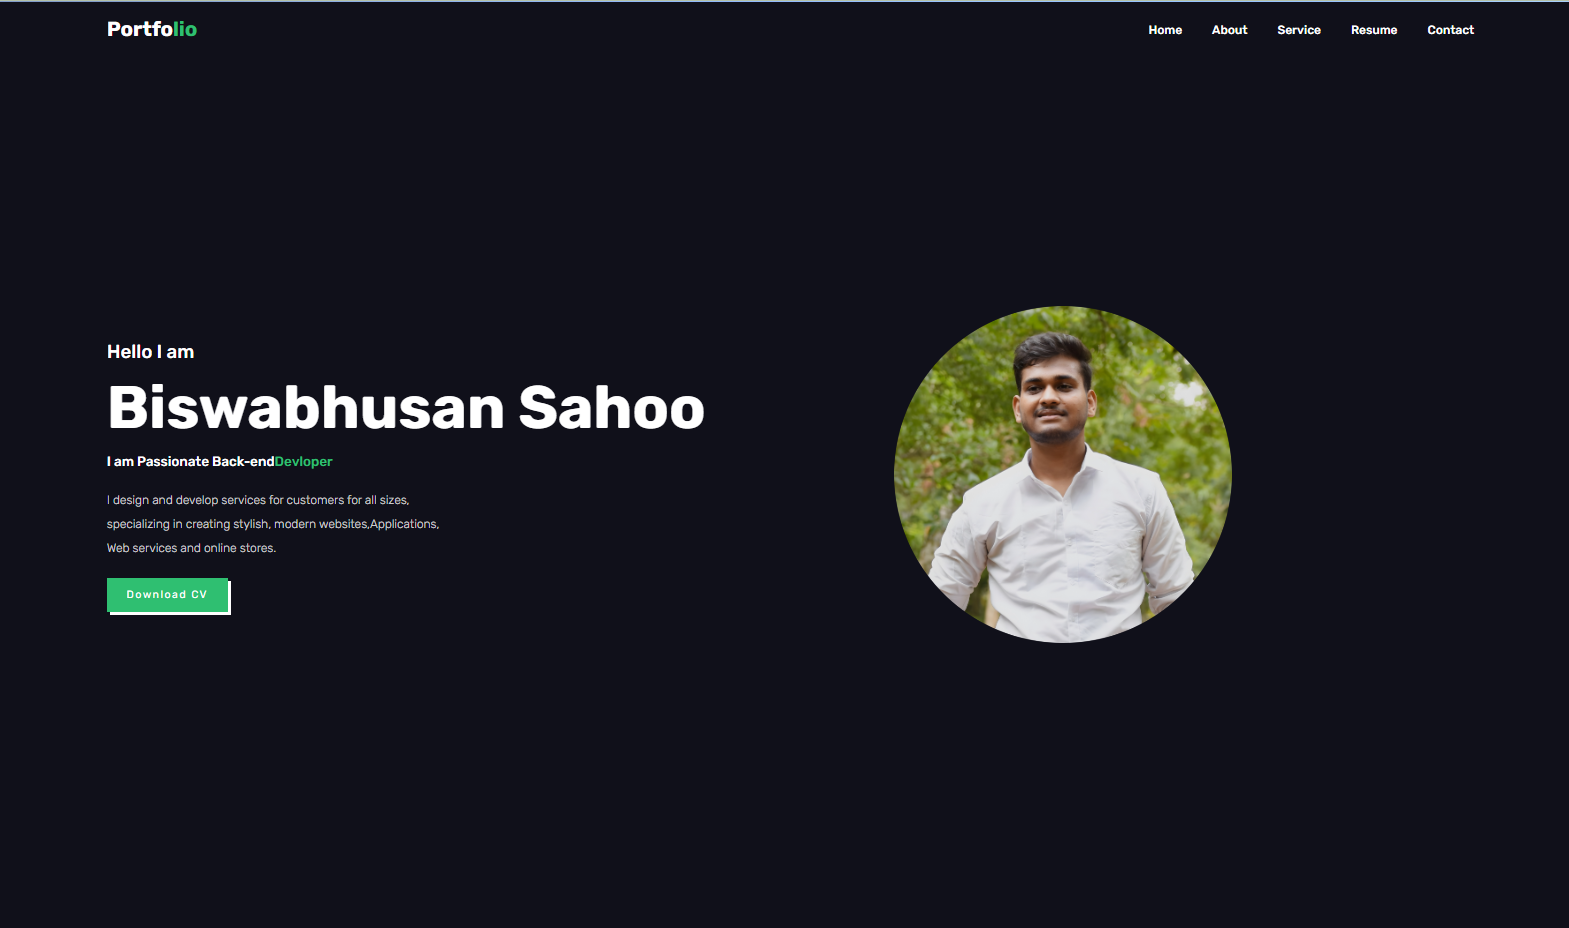 Portfolio
Home About Service Resume Contact
Hello I am
Biswabhusan Sahoo
I am Passionate Back-endDevloper
I design and develop services for customers for all sizes,
specializing in creating stylish, modern websites,Applications,
Web services and online stores.
Download CV